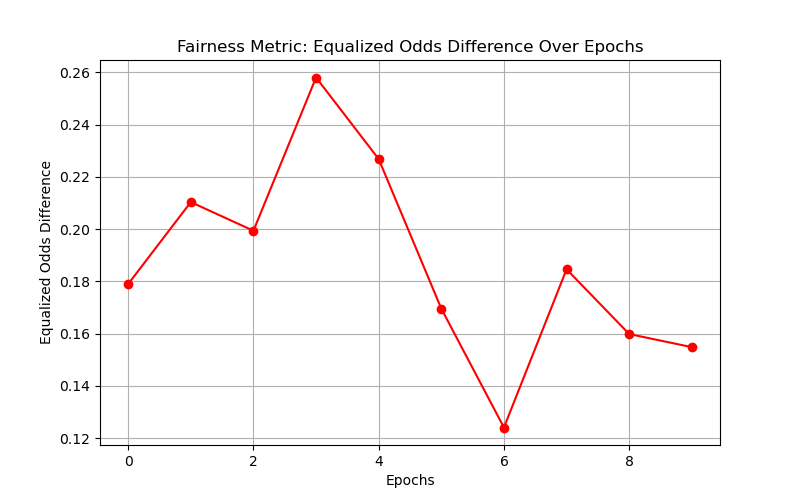 Fairness Metric: Equalized Odds Difference Over Epochs
0.26
0.24
0.22
0.20
0.18
0.16
0.14
0.12
Equalized Odds Difference
0 2 4 6 8
Epochs